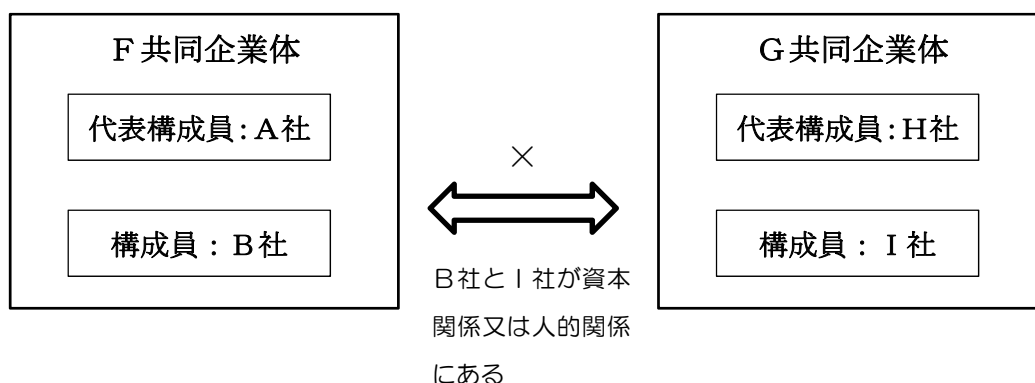 F共同企業体
代表構成員:A社
構成員:B社
×
B社とI社が資本
関係又は人的関係
にある
G共同企業体
代表構成員:H社
構成員:I社